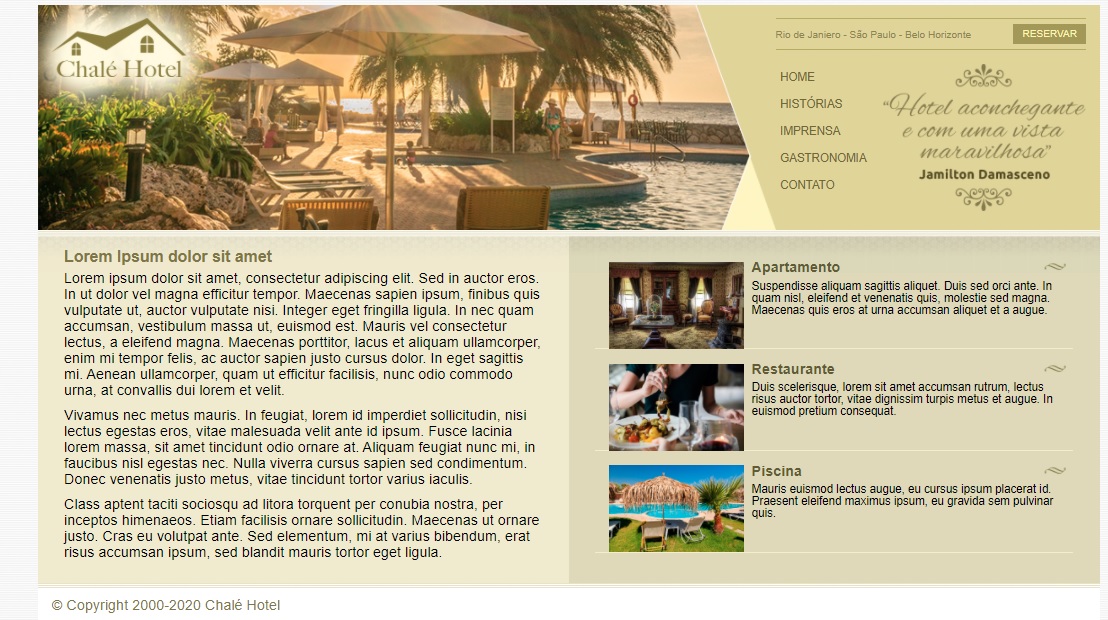 Chalé Hotel
Rio de Janiero - São Paulo - Belo Horizonte
RESERVAR
HOME
HISTÓRIAS
IMPRENSA
GASTRONOMIA
CONTATO
“Hotel aconchegante
e com uma vista
maravilhosa”
Jamilton Damasceno
Lorem Ipsum dolor sit amet
Lorem ipsum dolor sit amet, consectetur adipiscing elit. Sed in auctor eros.
In ut dolor vel magna efficitur tempor. Maecenas sapien ipsum, finibus quis
vulputate ut, auctor vulputate nisi. Integer eget fringilla ligula. In nec quam
accumsan, vestibulum massa ut, euismod est. Mauris vel consectetur
lectus, a eleifend magna. Maecenas porttitor, lacus et aliquam ullamcorper,
enim mi tempor felis, ac auctor sapien justo cursus dolor. In eget sagittis
mi. Aenean ullamcorper, quam ut efficitur facilisis, nunc odio commodo
urna, at convallis dui lorem et velit.
Vivamus nec metus mauris. In feugiat, lorem id imperdiet sollicitudin, nisi
lectus egestas eros, vitae malesuada velit ante id ipsum. Fusce lacinia
lorem massa, sit amet tincidunt odio ornare at. Aliquam feugiat nunc mi, in
faucibus nisl egestas nec. Nulla viverra cursus sapien sed condimentum.
Donec venenatis justo metus, vitae tincidunt tortor varius iaculis.
Class aptent taciti sociosqu ad litora torquent per conubia nostra, per
inceptos himenaeos. Etiam facilisis ornare sollicitudin. Maecenas ut ornare
justo. Cras eu volutpat ante. Sed elementum, mi at varius bibendum, erat
risus accumsan ipsum, sed blandit mauris tortor eget ligula.
Apartamento
Suspendisse aliquam sagittis aliquet. Duis sed orci ante. In
quam nisl, eleifend et venenatis quis, molestie sed magna.
Maecenas quis eros at urna accumsan aliquet et a augue.
Restaurante
Duis scelerisque, lorem sit amet accumsan rutrum, lectus
risus auctor tortor, vitae dignissim turpis metus et augue. In
euismod pretium consequat.
Piscina
Mauris euismod lectus augue, eu cursus ipsum placerat id.
Praesent eleifend maximus ipsum, eu gravida sem pulvinar
quis.
© Copyright 2000-2020 Chalé Hotel